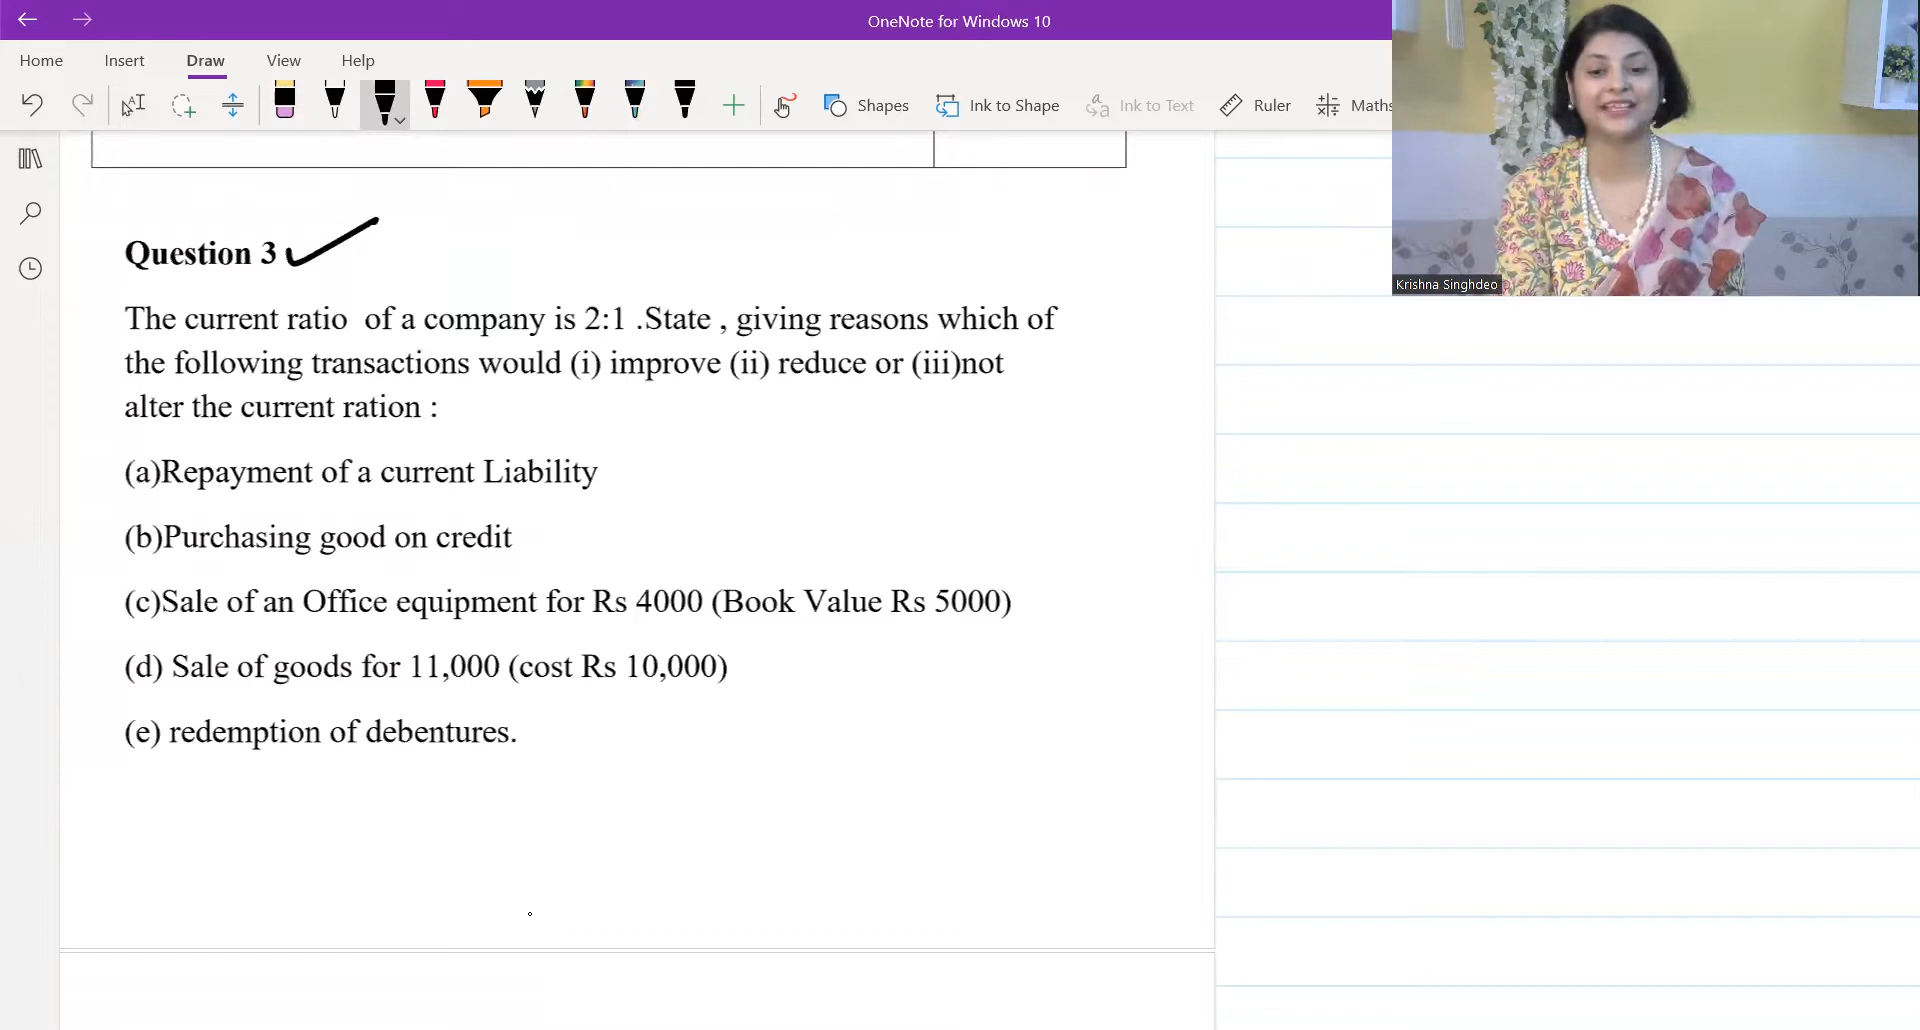 OneNote for Windows 10
Home Insert Draw View Help
Shapes Ink to Shape Ink to Text Ruler Maths
Krishna Singhdeo
Question 3
The current ratio of a company is 2:1 .State , giving reasons which of
the following transactions would (i) improve (ii) reduce or (iii)not
alter the current ration :
(a)Repayment of a current Liability
(b)Purchasing good on credit
(c)Sale of an Office equipment for Rs 4000 (Book Value Rs 5000)
(d) Sale of goods for 11,000 (cost Rs 10,000)
(e) redemption of debentures.